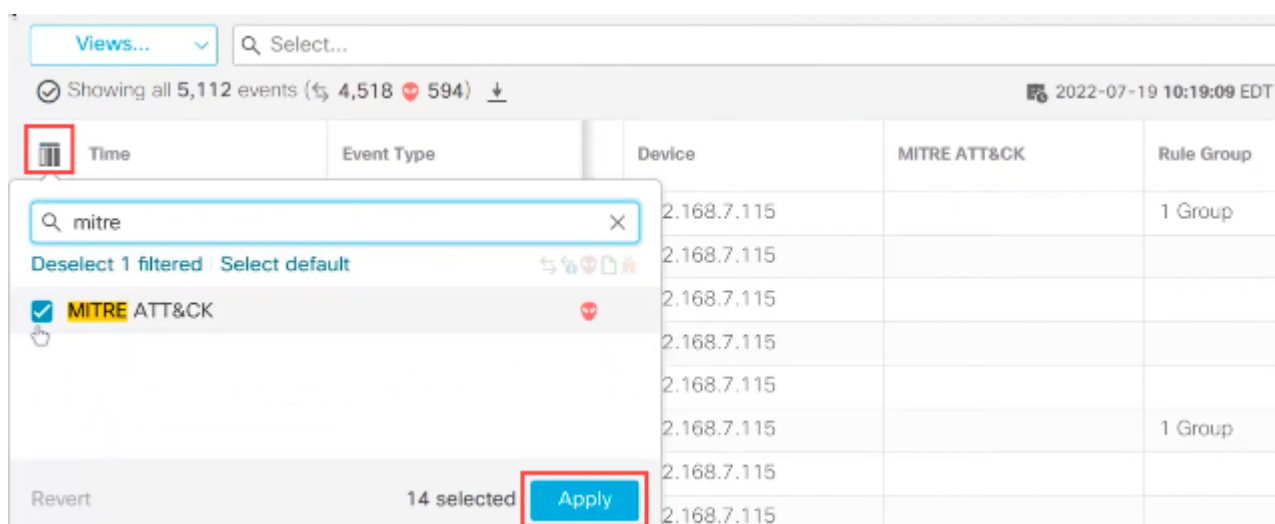 Views... Select...
Showing all 5,112 events (4,518 594) 2022-07-19 10:19:09 EDT
Time Event Type Device MITRE ATT&CK Rule Group
mitre 2.168.7.115 1 Group
Deselect 1 filtered Select default 2.168.7.115
MITRE ATT&CK 2.168.7.115
2.168.7.115
2.168.7.115
2.168.7.115 1 Group
2.168.7.115
Revert 14 selected Apply
2.168.7.115